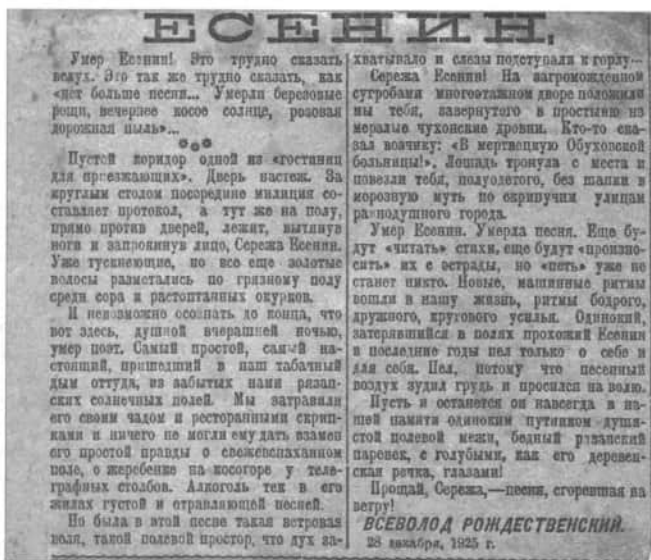 ЕСЕНИН.
Умер Есенин! Это трудно сказать
вслух. Это так же трудно сказать, как
«нет больше песни... Умерли березовые
рощи, вечернее косое солнце, розовая
дорожная пыль»...
Пустой коридор одной из «гостиниц
для приезжающих». Дверь настеж. За
круглым столом посередине милиция со-
ставляет протокол, а тут же на полу,
прямо против дверей, лежит, вытянув
ноги и запрокинув лицо, Сережа Есенин.
Уже тускнеющие, но все еще золотые
волосы разметались по грязному полу
среди сора и растоптанных окурков.
И невозможно осознать до конца, что
вот здесь, душной вчерашней ночью,
умер поэт. Самый простой, самый на-
стоящий, пришедший в наш табачный
дым оттуда, из забытых нами рязан-
ских солнечных полей. Мы затравили
его своим чадом и ресторанными скрип-
ками и ничего не могли ему дать взамен
его простой правды о свежевспаханном
поле, о жеребенке на косогоре у теле-
графных столбов. Алкоголь тек в его
жилах густой и отравляющей песней.
Но была в этой песне такая ветровая
воля, такой полевой простор, что дух за-
хватывало и слезы подступали к горлу—
Сережа Есенин! На загроможденном
сугробами многоэтажном дворе положили
мы тебя, завернутого в простыню на
мерзлые чухонские дровни. Кто-то ска-
зал возчику: «В мертвецкую Обуховской
больницы!». Лошадь тронула с места и
повезли тебя, полуодетого, без шапки в
морозную муть по скрипучим улицам
равнодушного города.
Умер Есенин. Умерла песня. Еще бу-
дут «читать» стихи, еще будут «произно-
сить» их с эстрады, но «петь» уже не
станет никто. Новые, машинные ритмы
вошли в нашу жизнь, ритмы бодрого,
дружного, кругового усилья. Одинокий,
затерявшийся в полях прохожий Есенин
в последние годы пел только о себе и
для себя. Пел, потому что песенный
воздух зудил грудь и просился на волю.
Пусть и останется он навсегда в на-
шей памяти одиноким путником души-
стой полевой межи, бедный рязанский
паренек, с голубыми, как его деревен-
ская речка, глазами!
Прощай, Сережа,—песня, сгоревшая на
ветру!
ВСЕВОЛОД РОЖДЕСТВЕНСКИЙ.
28 декабря, 1925 г.